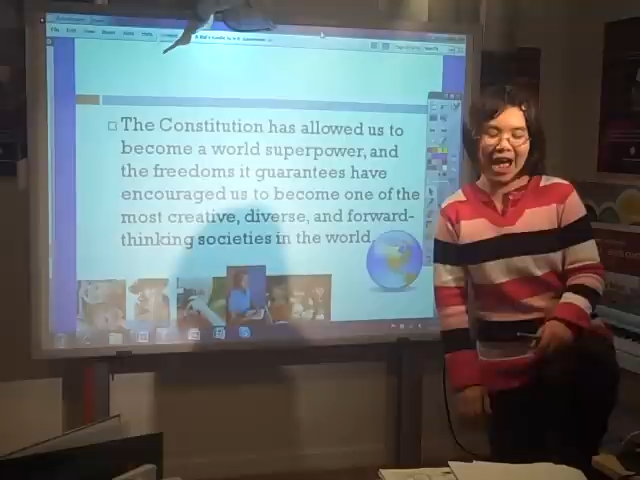 □ The Constitution has allowed us to
become a world superpower, and
the freedoms it guarantees have
encouraged us to become one of the
most creative, diverse, and forward-
thinking societies in the world.